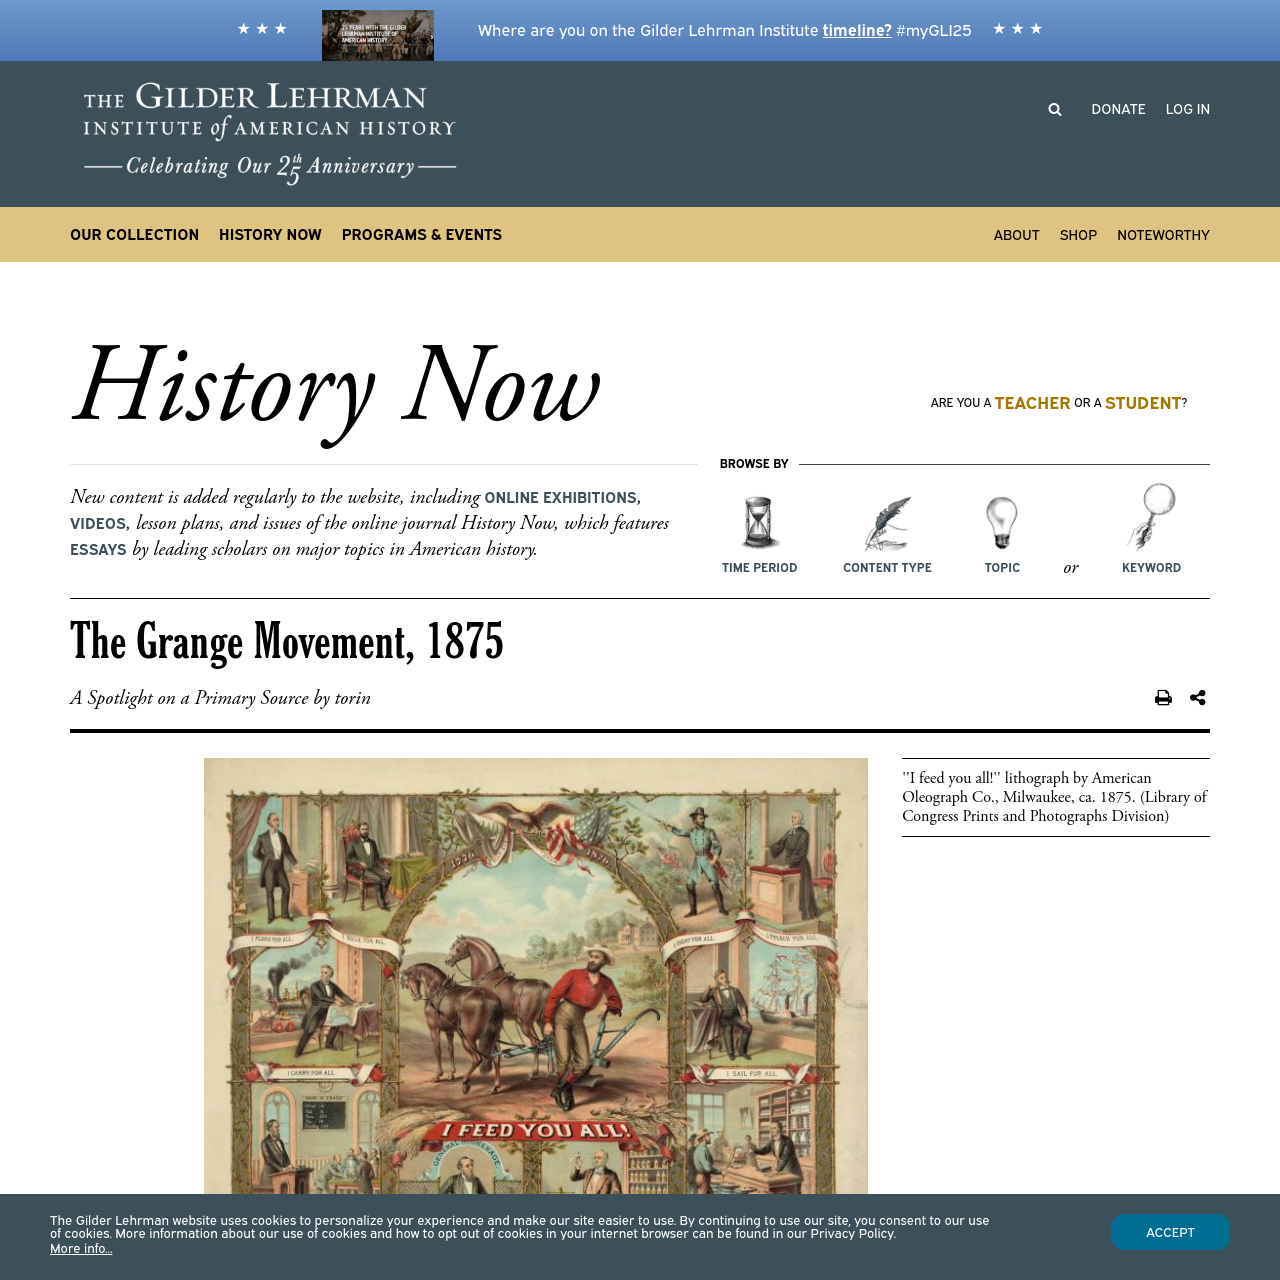 ★ ★ ★
25 YEARS WITH THE GILDER
LEHRMAN INSTITUTE OF
AMERICAN HISTORY
Where are you on the Gilder Lehrman Institute timeline? #myGLI25
★ ★ ★
THE GILDER LEHRMAN
INSTITUTE of AMERICAN HISTORY
Celebrating Our 25th Anniversary
DONATE
LOG IN
OUR COLLECTION
HISTORY NOW
PROGRAMS & EVENTS
ABOUT
SHOP
NOTEWORTHY
History Now
ARE YOU A TEACHER OR A STUDENT?
New content is added regularly to the website, including ONLINE EXHIBITIONS,
VIDEOS, lesson plans, and issues of the online journal History Now, which features
ESSAYS by leading scholars on major topics in American history.
BROWSE BY
TIME PERIOD
CONTENT TYPE
TOPIC
or
KEYWORD
The Grange Movement, 1875
A Spotlight on a Primary Source by torin
1776
1876
I RULE FOR ALL.
I FIGHT FOR ALL.
I PREACH FOR ALL.
I CARRY FOR ALL.
I SAIL FOR ALL.
I FEED YOU ALL!
''I feed you all!'' lithograph by American
Oleograph Co., Milwaukee, ca. 1875. (Library of
Congress Prints and Photographs Division)
The Gilder Lehrman website uses cookies to personalize your experience and make our site easier to use. By continuing to use our site, you consent to our use
of cookies. More information about our use of cookies and how to opt out of cookies in your internet browser can be found in our Privacy Policy.
More info...
ACCEPT